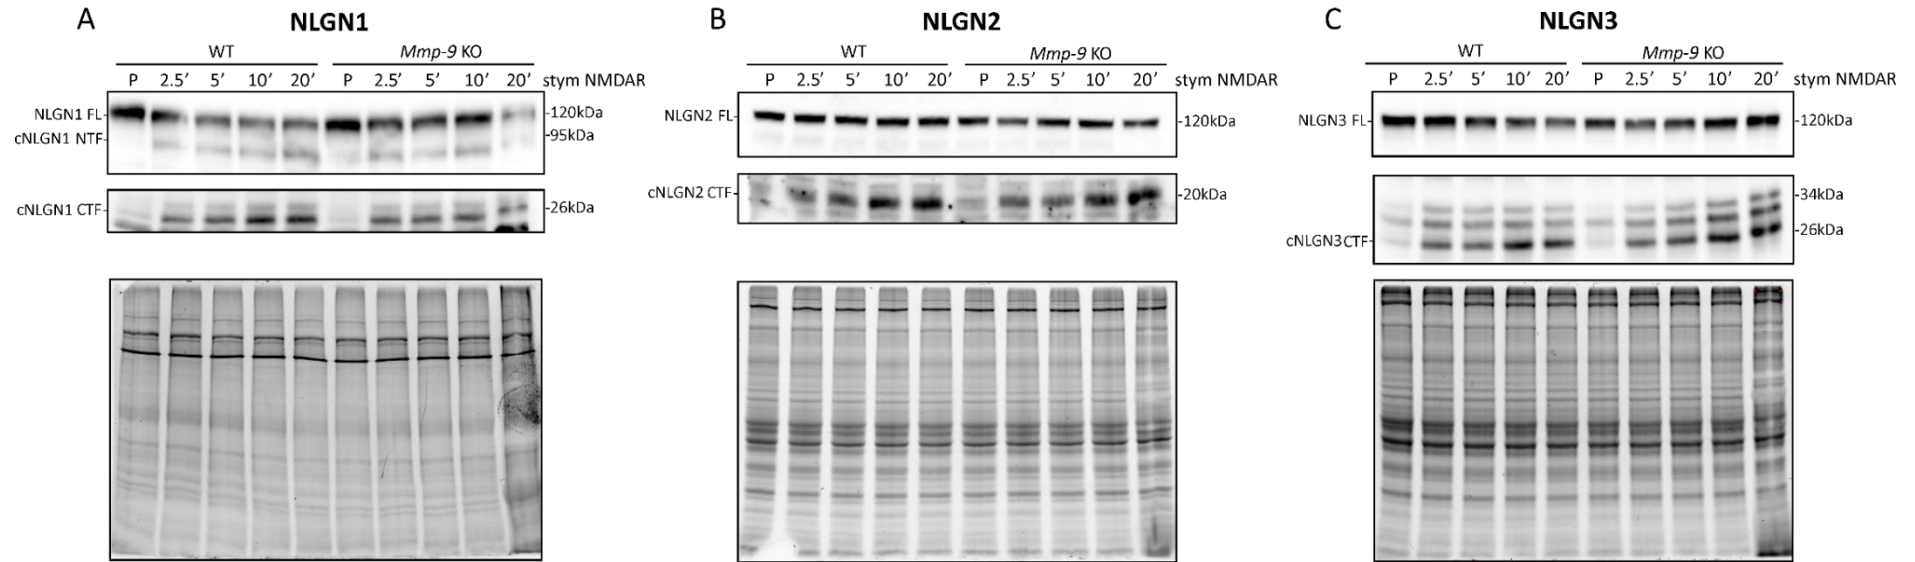 A NLGN1
WT Mmp-9 KO
P 2.5’ 5’ 10’ 20’ P 2.5’ 5’ 10’ 20’ stym NMDAR
NLGN1 FL- -120kDa
cNLGN1 NTF- -95kDa
cNLGN1 CTF- -26kDa
B NLGN2
WT Mmp-9 KO
P 2.5’ 5’ 10’ 20’ P 2.5’ 5’ 10’ 20’ stym NMDAR
NLGN2 FL- -120kDa
cNLGN2 CTF- -20kDa
C NLGN3
WT Mmp-9 KO
P 2.5’ 5’ 10’ 20’ P 2.5’ 5’ 10’ 20’ stym NMDAR
NLGN3 FL- -120kDa
-34kDa
-26kDa
cNLGN3CTF-